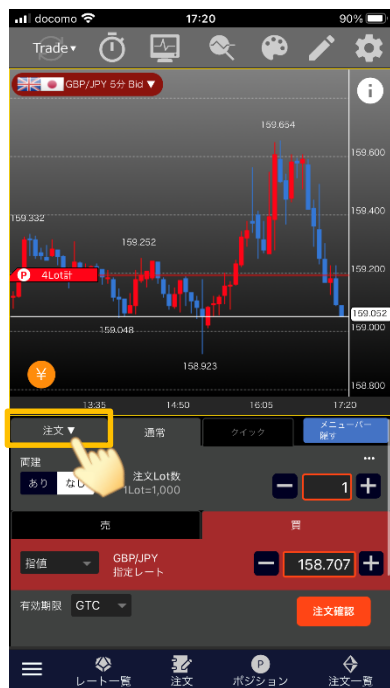 docomo 17:20 90%
Trade▼
GBP/JPY 5分 Bid ▼
i
159.664
159.600
159.400
159.332
159.252
P 4Lot計
159.200
159.052
159.000
159.048
158.923
¥
158.800
13:35 14:50 16:05 17:20
注文▼ 通常 クイック メニューバー
隠す
両建
あり なし 注文Lot数
1Lot=1,000
− 1 +
売 買
指値 GBP/JPY
指定レート
− 158.707 +
有効期限 GTC 注文確認
レート一覧 注文 P ポジション 注文一覧